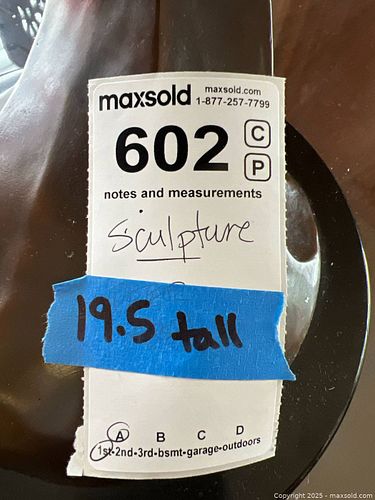 maxsold maxsold.com
1-877-257-7799
602 C
P
notes and measurements
Sculpture
19.5 tall
A B C D
1st-2nd-3rd-bsmt-garage-outdoors
Copyright 2025 - maxsold.com